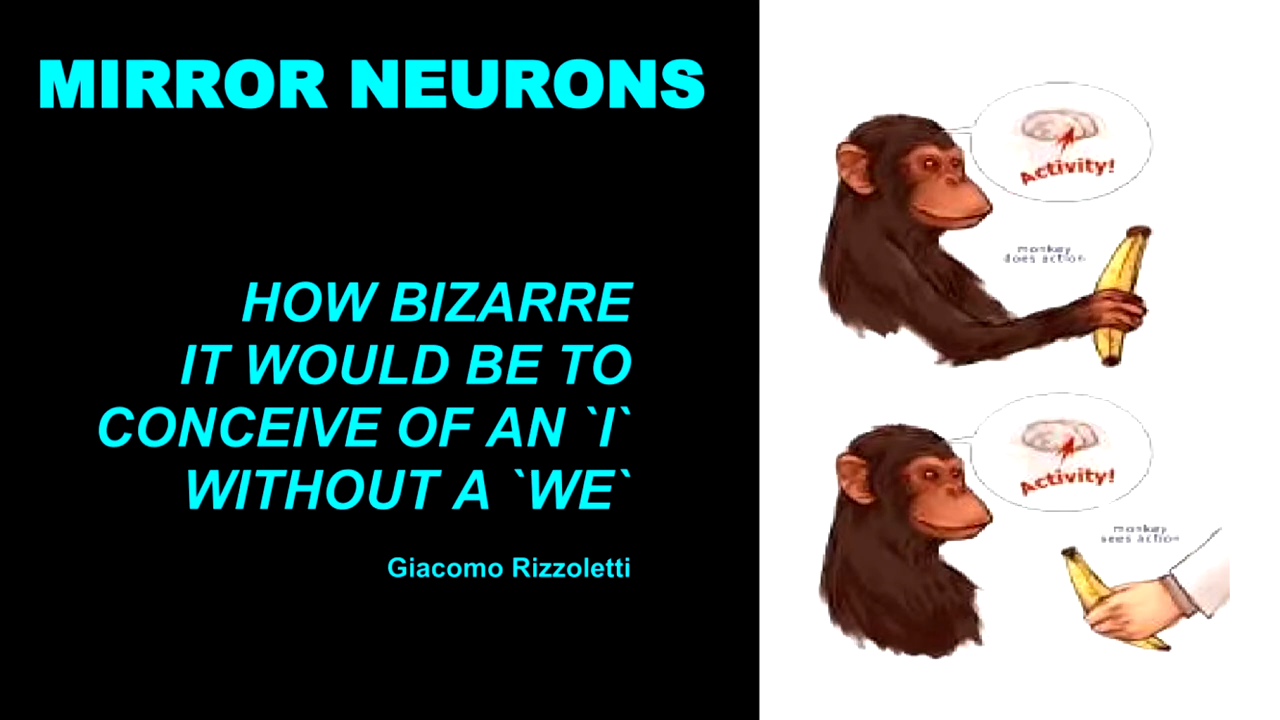 MIRROR NEURONS
HOW BIZARRE
IT WOULD BE TO
CONCEIVE OF AN `I`
WITHOUT A `WE`
Giacomo Rizzoletti
Activity!
monkey
does action
Activity!
monkey
sees action